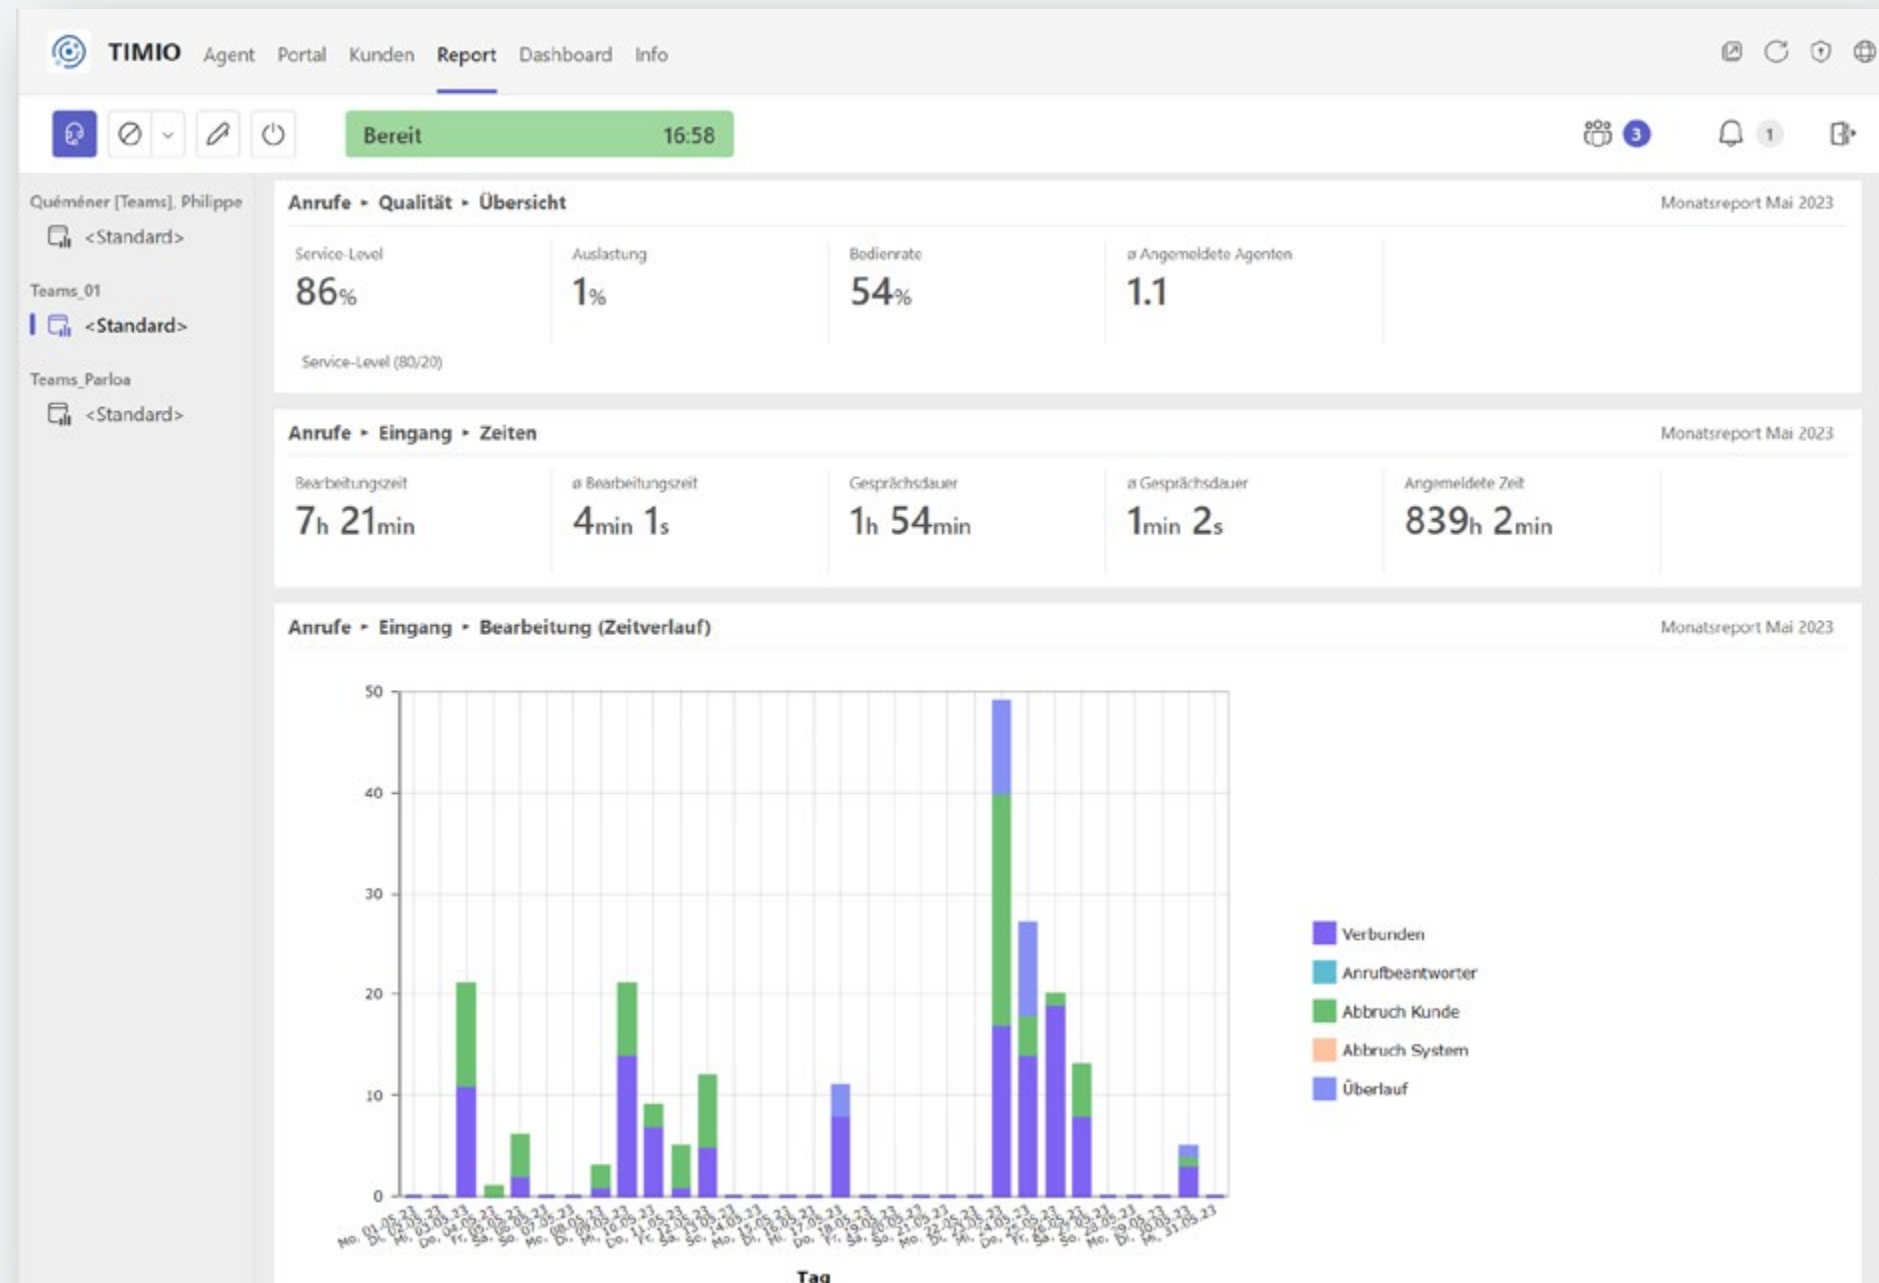 TIMIO Agent Portal Kunden Report Dashboard Info
Bereit 16:58
3
1
Quéméner [Teams], Philippe
<Standard>
Teams_01
<Standard>
Teams_Parloa
<Standard>
Anrufe ▸ Qualität ▸ Übersicht Monatsreport Mai 2023
Service-Level Auslastung Bedienrate ø Angemeldete Agenten
86% 1% 54% 1.1
Service-Level (80/20)
Anrufe ▸ Eingang ▸ Zeiten Monatsreport Mai 2023
Bearbeitungszeit ø Bearbeitungszeit Gesprächsdauer ø Gesprächsdauer Angemeldete Zeit
7h 21min 4min 1s 1h 54min 1min 2s 839h 2min
Anrufe ▸ Eingang ▸ Bearbeitung (Zeitverlauf) Monatsreport Mai 2023
50
40
30
20
10
0
Verbunden
Anrufbeantworter
Abbruch Kunde
Abbruch System
Überlauf
Tag